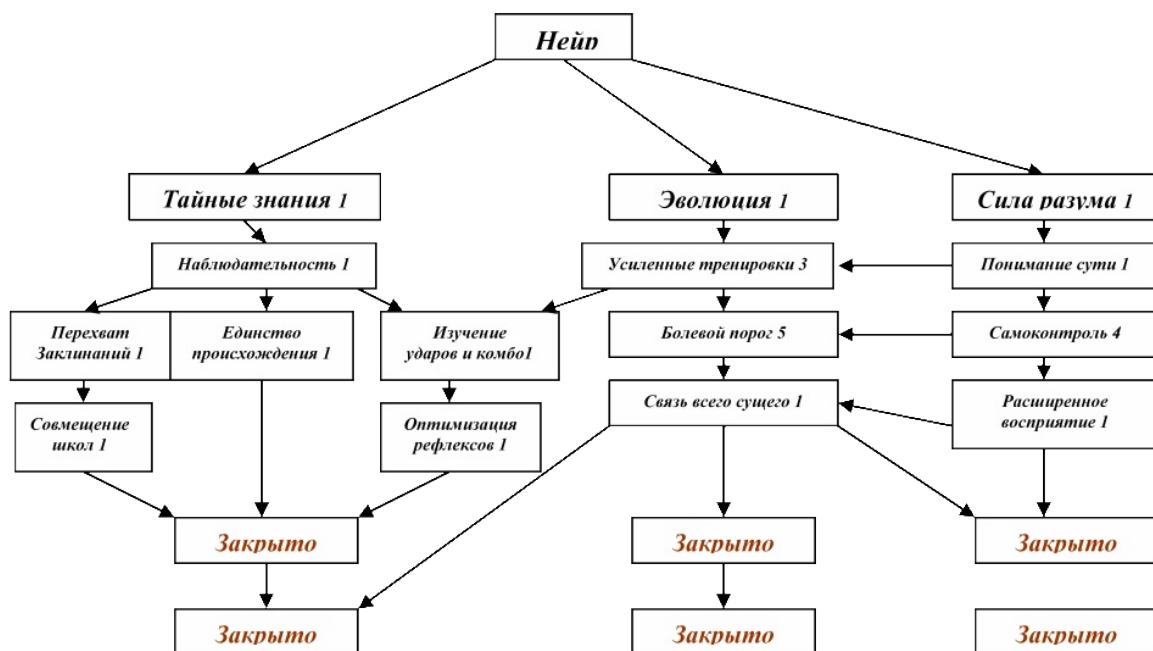 Нейр
Тайные знания 1
Эволюция 1
Сила разума 1
Наблюдательность 1
Усиленные тренировки 3
Понимание сути 1
Перехват
Заклинаний 1
Единство
происхождения 1
Изучение
ударов и комбо1
Болевой порог 5
Самоконтроль 4
Совмещение
школ 1
Оптимизация
рефлексов 1
Связь всего сущего 1
Расширенное
восприятие 1
Закрыто
Закрыто
Закрыто
Закрыто
Закрыто
Закрыто